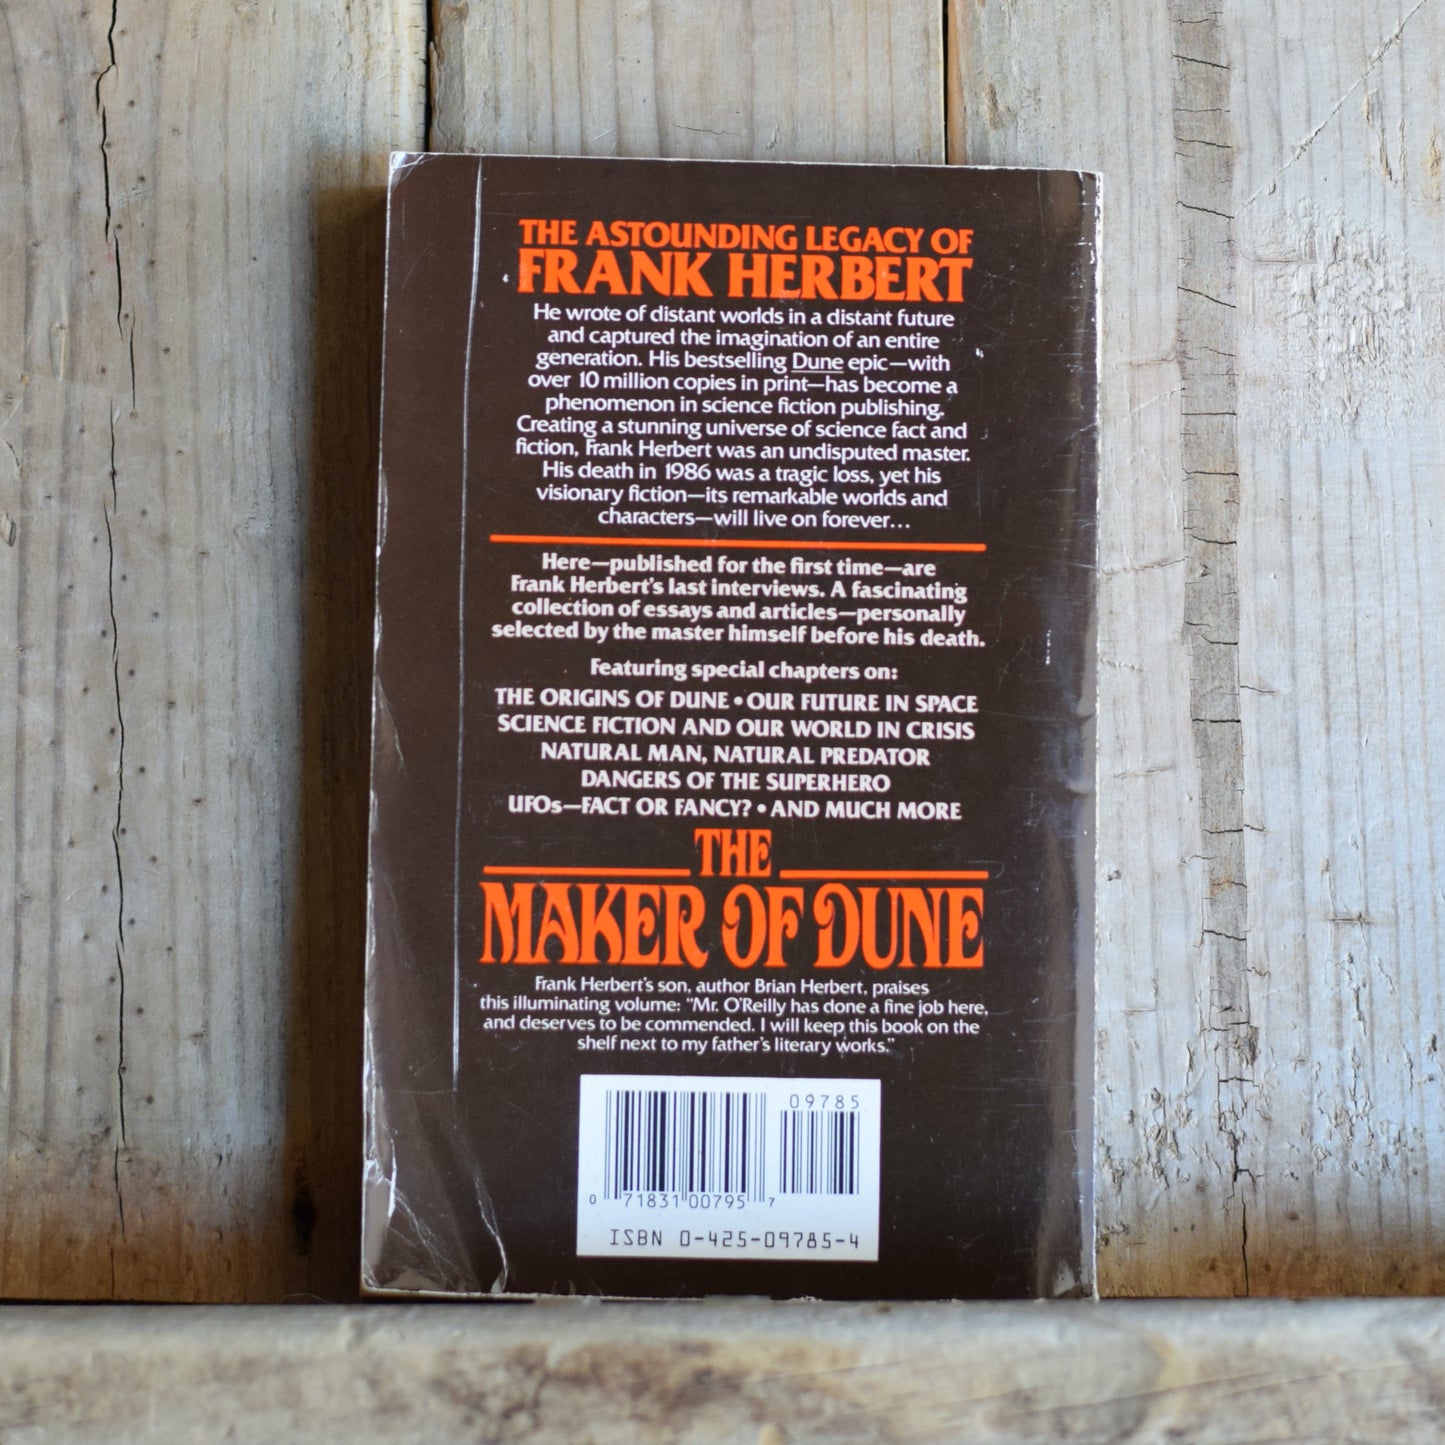 THE ASTOUNDING LEGACY OF
FRANK HERBERT
He wrote of distant worlds in a distant future
and captured the imagination of an entire
generation. His bestselling Dune epic—with
over 10 million copies in print—has become a
phenomenon in science fiction publishing.
Creating a stunning universe of science fact and
fiction, Frank Herbert was an undisputed master.
His death in 1986 was a tragic loss, yet his
visionary fiction—its remarkable worlds and
characters—will live on forever...
Here—published for the first time—are
Frank Herbert's last interviews. A fascinating
collection of essays and articles—personally
selected by the master himself before his death.
Featuring special chapters on:
THE ORIGINS OF DUNE • OUR FUTURE IN SPACE
SCIENCE FICTION AND OUR WORLD IN CRISIS
NATURAL MAN, NATURAL PREDATOR
DANGERS OF THE SUPERHERO
UFOs—FACT OR FANCY? • AND MUCH MORE
THE
MAKER OF DUNE
Frank Herbert's son, author Brian Herbert, praises
this illuminating volume: "Mr. O'Reilly has done a fine job here,
and deserves to be commended. I will keep this book on the
shelf next to my father's literary works."
09785
0 71831 00795 7
ISBN 0-425-09785-4